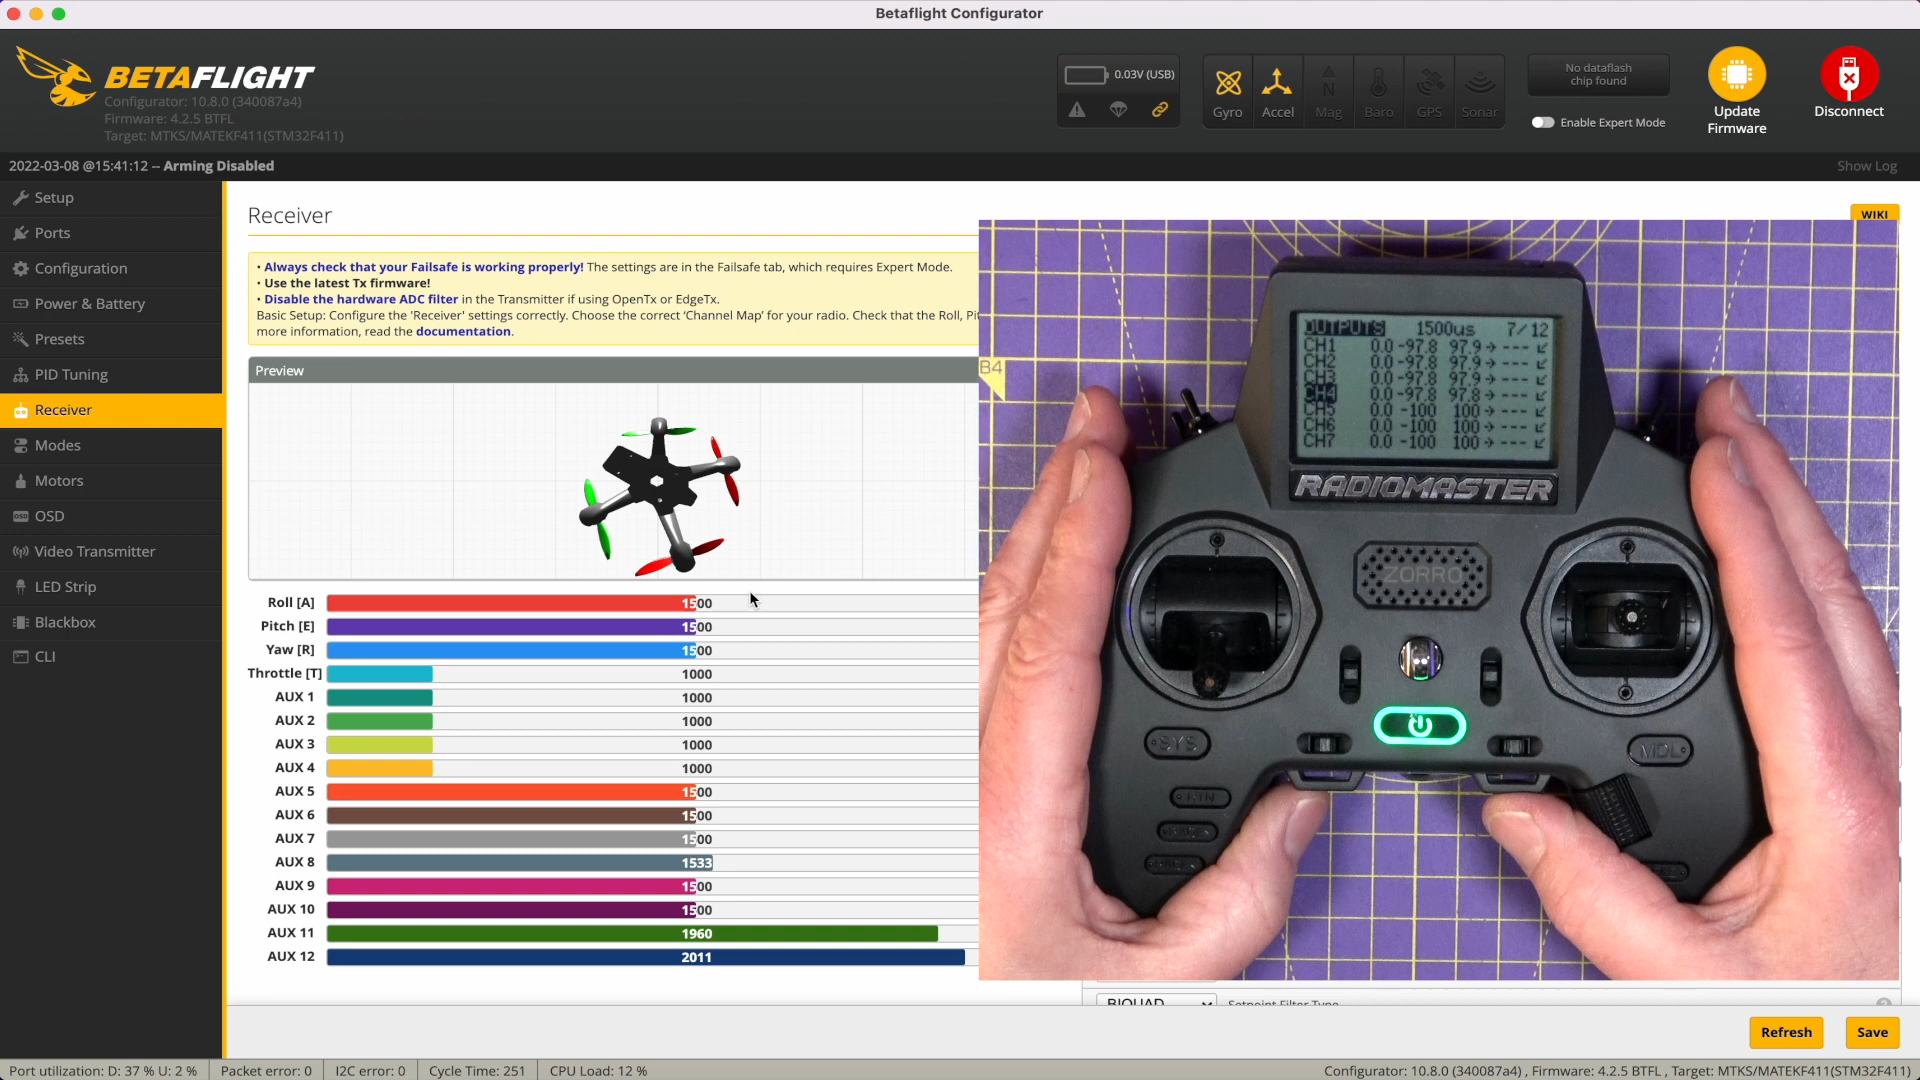 Betaflight Configurator
BETAFLIGHT
Configurator: 10.8.0 (340087a4)
Firmware: 4.2.5 BTFL
Target: MTKS/MATEKF411(STM32F411)
0.03V (USB)
Gyro
Accel
Mag
Baro
GPS
Sonar
No dataflash
chip found
Enable Expert Mode
Update
Firmware
Disconnect
2022-03-08 @15:41:12 -- Arming Disabled
Show Log
Setup
Ports
Configuration
Power & Battery
Presets
PID Tuning
Receiver
Modes
Motors
OSD
Video Transmitter
LED Strip
Blackbox
CLI
Receiver
WIKI
• Always check that your Failsafe is working properly! The settings are in the Failsafe tab, which requires Expert Mode.
• Use the latest Tx firmware!
• Disable the hardware ADC filter in the Transmitter if using OpenTx or EdgeTx.
Basic Setup: Configure the 'Receiver' settings correctly. Choose the correct 'Channel Map' for your radio. Check that the Roll, Pit
more information, read the documentation.
Preview
Roll [A] 1500
Pitch [E] 1500
Yaw [R] 1500
Throttle [T] 1000
AUX 1 1000
AUX 2 1000
AUX 3 1000
AUX 4 1000
AUX 5 1500
AUX 6 1500
AUX 7 1500
AUX 8 1533
AUX 9 1500
AUX 10 1500
AUX 11 1960
AUX 12 2011
B4
OUTPUTS 1500us 7/12
CH1 0.0 -97.8 97.9 → ---
CH2 0.0 -97.8 97.9 → ---
CH3 0.0 -97.8 97.9 → ---
CH4 0.0 -97.8 97.8 → ---
CH5 0.0 -100 100 → ---
CH6 0.0 -100 100 → ---
CH7 0.0 -100 100 → ---
RADIOMASTER
ZORRO
SYS
MDL
BIQUAD Setpoint Filter Type
Refresh
Save
Port utilization: D: 37 % U: 2 %
Packet error: 0
I2C error: 0
Cycle Time: 251
CPU Load: 12 %
Configurator: 10.8.0 (340087a4) , Firmware: 4.2.5 BTFL , Target: MTKS/MATEKF411(STM32F411)